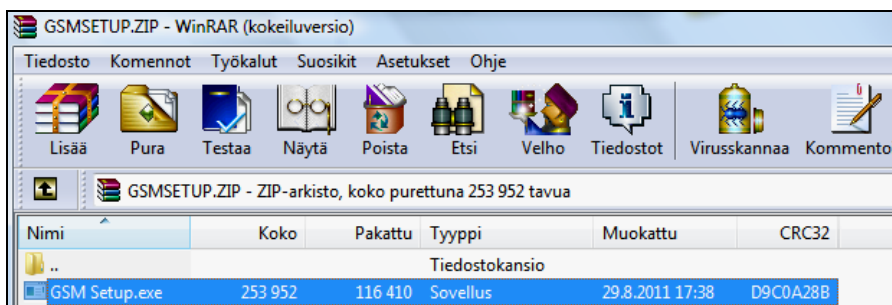 GSMSETUP.ZIP - WinRAR (kokeiluversio)
Tiedosto Komennot Työkalut Suosikit Asetukset Ohje
Lisää Pura Testaa Näytä Poista Etsi Velho Tiedostot Virusskannaa Kommento
GSMSETUP.ZIP - ZIP-arkisto, koko purettuna 253 952 tavua
Nimi Koko Pakattu Tyyppi Muokattu CRC32
.. Tiedostokansio
GSM Setup.exe 253 952 116 410 Sovellus 29.8.2011 17:38 D9C0A28B